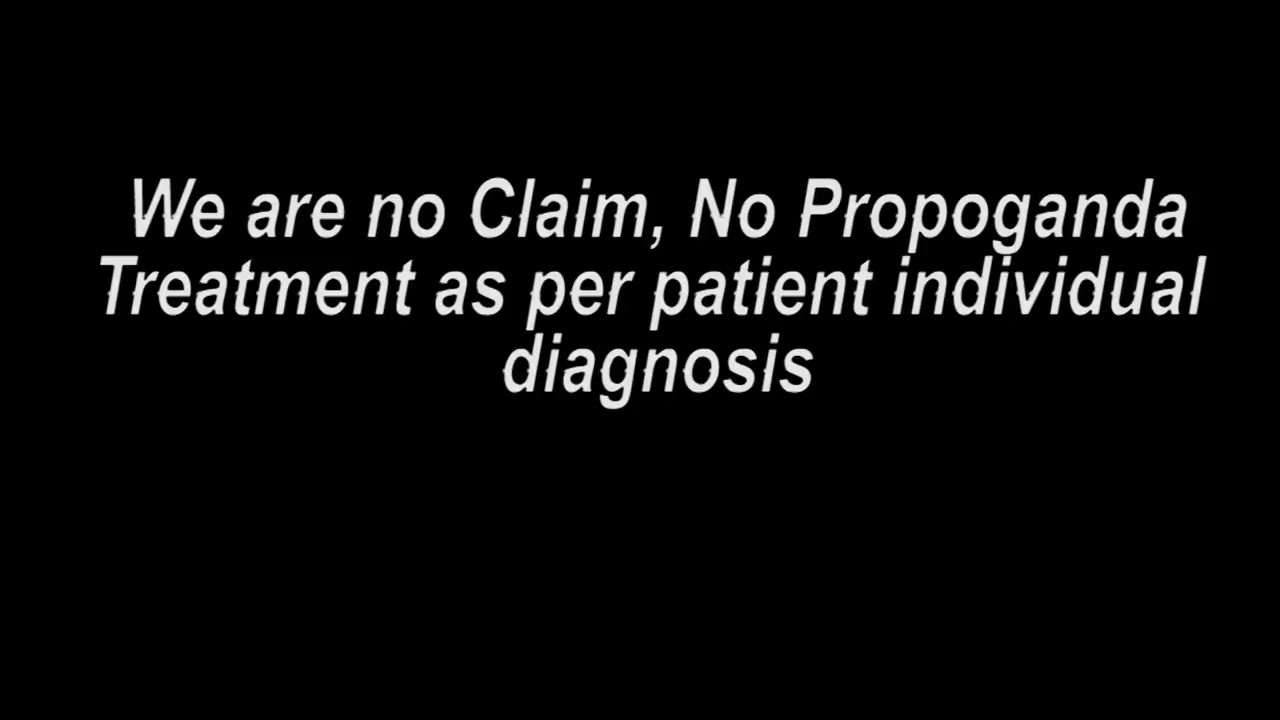 We are no Claim, No Propoganda
Treatment as per patient individual
diagnosis